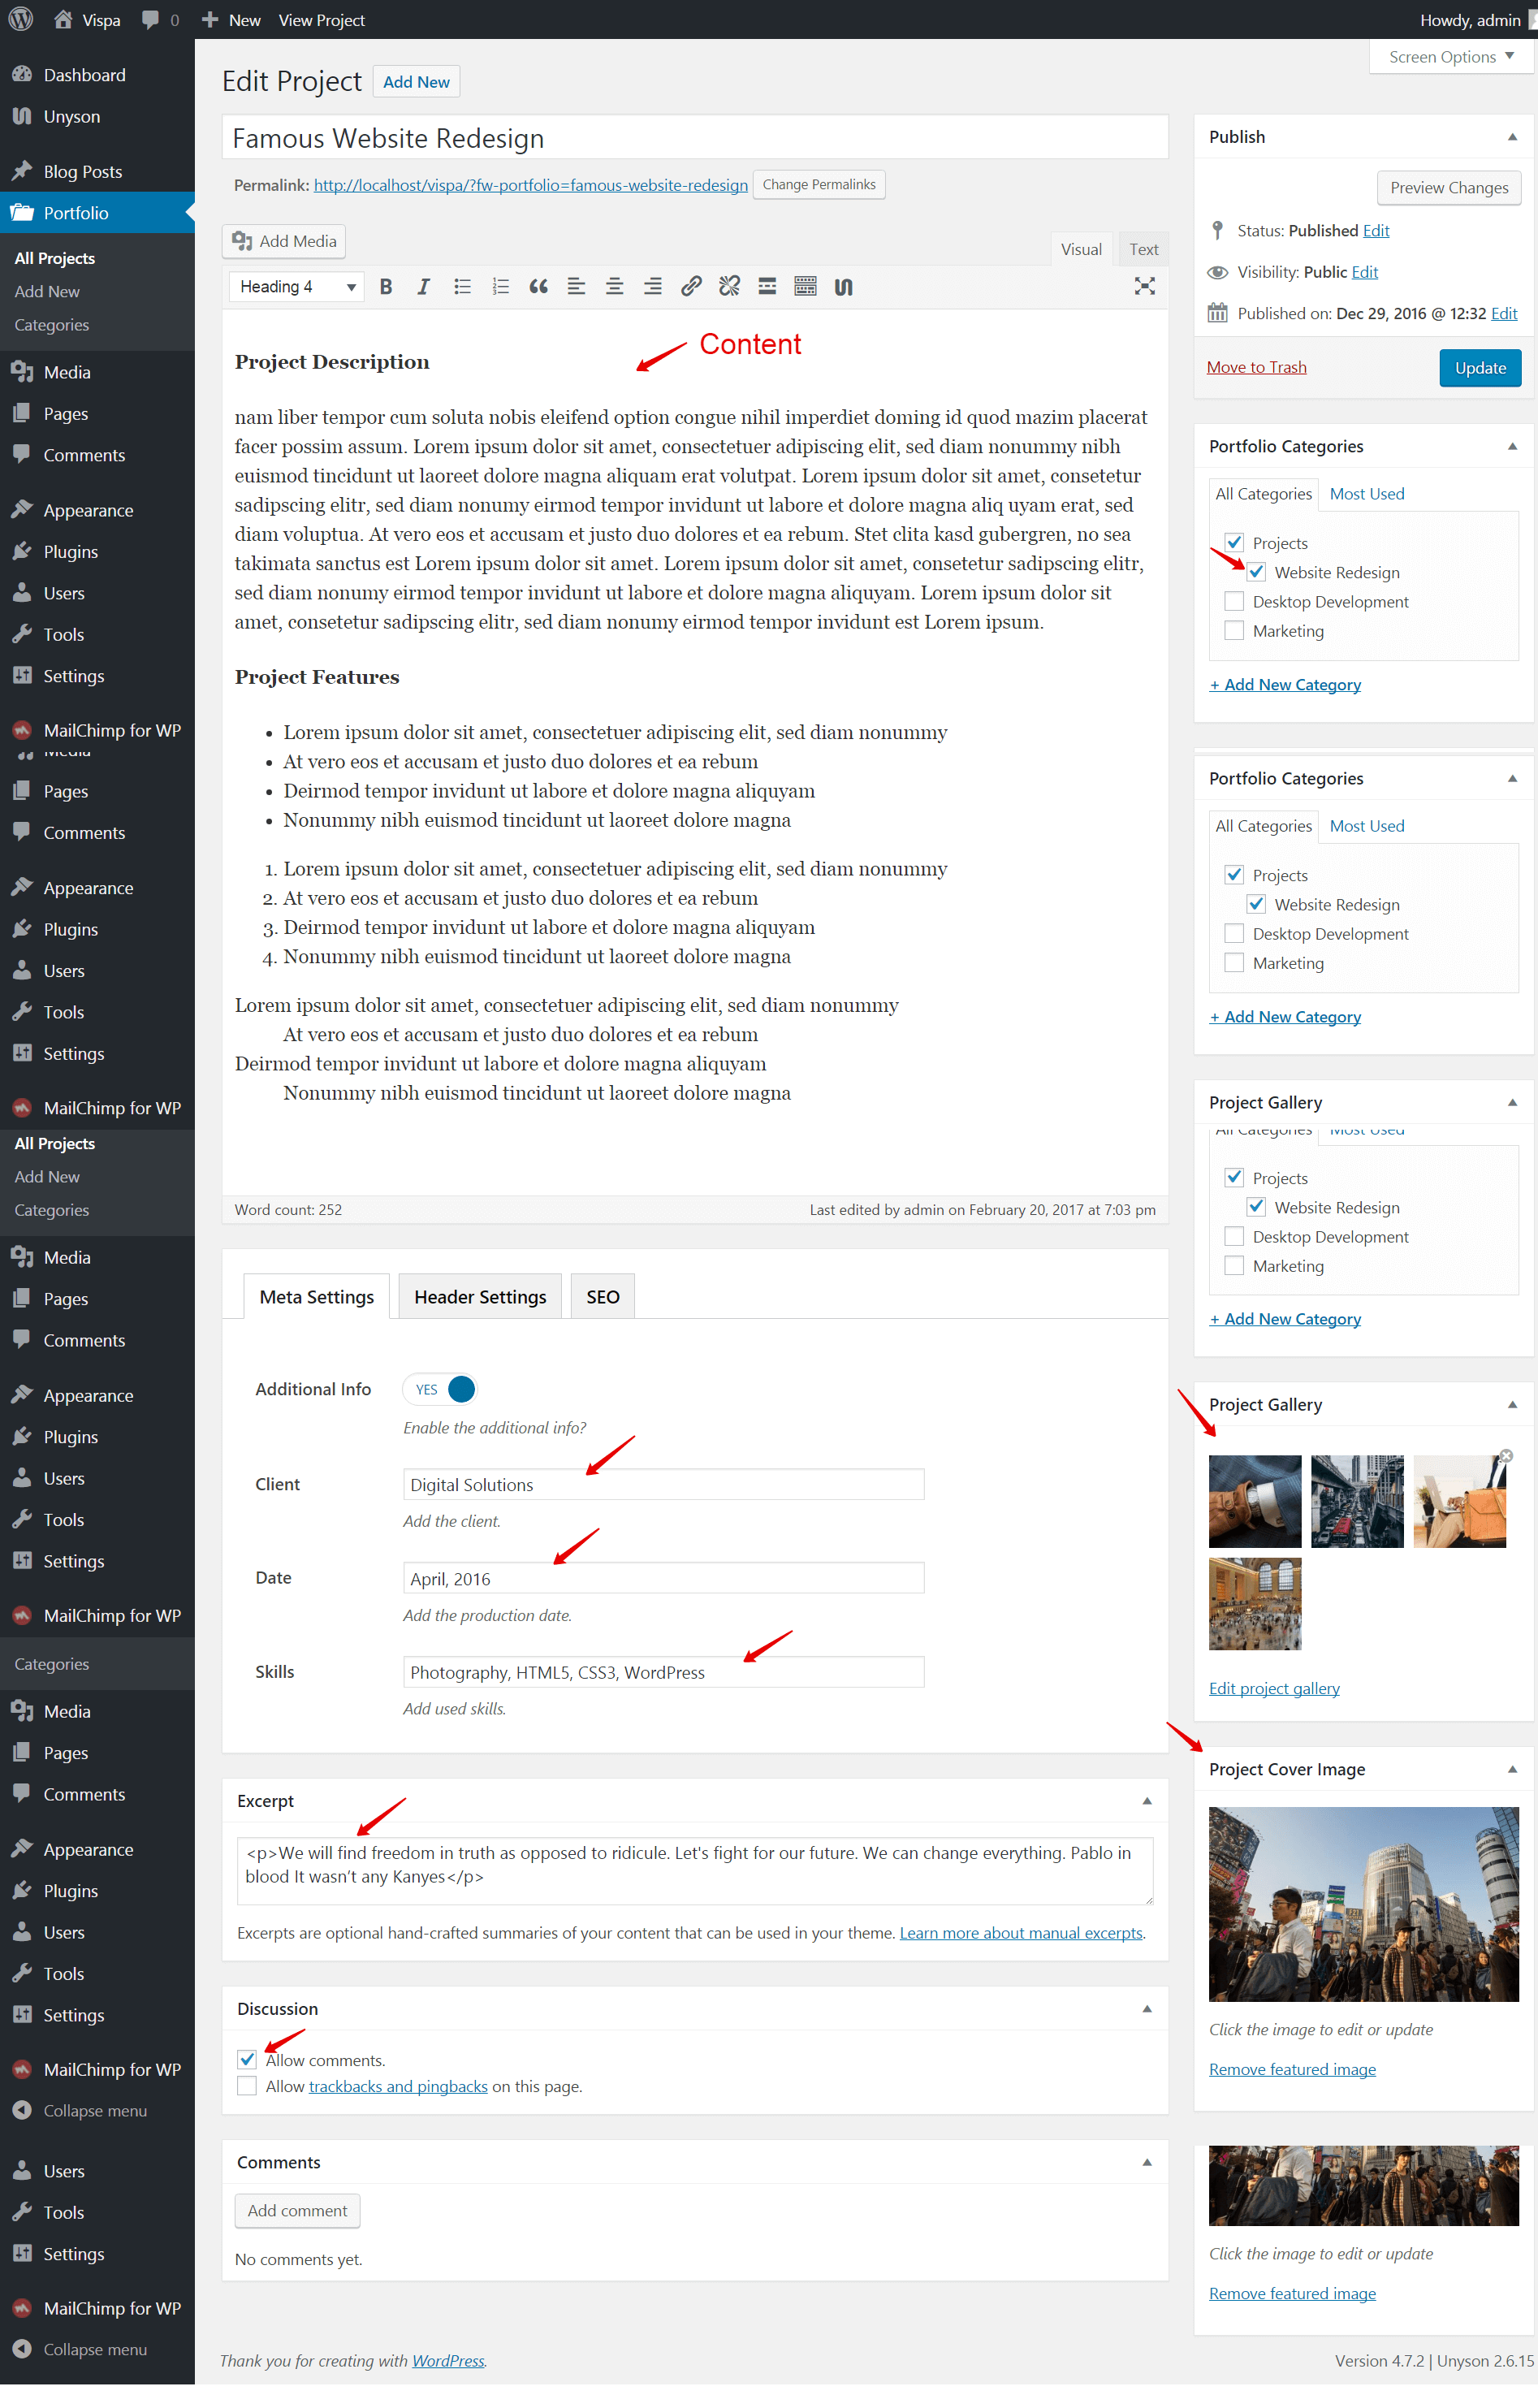 Vispa 0 New View Project
Howdy, admin
Screen Options
Dashboard
Unyson
Blog Posts
Portfolio
All Projects
Add New
Categories
Media
Pages
Comments
Appearance
Plugins
Users
Tools
Settings
MailChimp for WP
Media
Pages
Comments
Appearance
Plugins
Users
Tools
Settings
MailChimp for WP
All Projects
Add New
Categories
Media
Pages
Comments
Appearance
Plugins
Users
Tools
Settings
MailChimp for WP
Categories
Media
Pages
Comments
Appearance
Plugins
Users
Tools
Settings
MailChimp for WP
Collapse menu
Users
Tools
Settings
MailChimp for WP
Collapse menu
Edit Project Add New
Famous Website Redesign
Permalink: http://localhost/vispa/?fw-portfolio=famous-website-redesign Change Permalinks
Add Media
Visual Text
Heading 4
Content
Project Description
nam liber tempor cum soluta nobis eleifend option congue nihil imperdiet doming id quod mazim placerat
facer possim assum. Lorem ipsum dolor sit amet, consectetuer adipiscing elit, sed diam nonummy nibh
euismod tincidunt ut laoreet dolore magna aliquam erat volutpat. Lorem ipsum dolor sit amet, consetetur
sadipscing elitr, sed diam nonumy eirmod tempor invidunt ut labore et dolore magna aliq uyam erat, sed
diam voluptua. At vero eos et accusam et justo duo dolores et ea rebum. Stet clita kasd gubergren, no sea
takimata sanctus est Lorem ipsum dolor sit amet. Lorem ipsum dolor sit amet, consetetur sadipscing elitr,
sed diam nonumy eirmod tempor invidunt ut labore et dolore magna aliquyam. Lorem ipsum dolor sit
amet, consetetur sadipscing elitr, sed diam nonumy eirmod tempor invidunt est Lorem ipsum.
Project Features
• Lorem ipsum dolor sit amet, consectetuer adipiscing elit, sed diam nonummy
• At vero eos et accusam et justo duo dolores et ea rebum
• Deirmod tempor invidunt ut labore et dolore magna aliquyam
• Nonummy nibh euismod tincidunt ut laoreet dolore magna
1. Lorem ipsum dolor sit amet, consectetuer adipiscing elit, sed diam nonummy
2. At vero eos et accusam et justo duo dolores et ea rebum
3. Deirmod tempor invidunt ut labore et dolore magna aliquyam
4. Nonummy nibh euismod tincidunt ut laoreet dolore magna
Lorem ipsum dolor sit amet, consectetuer adipiscing elit, sed diam nonummy
At vero eos et accusam et justo duo dolores et ea rebum
Deirmod tempor invidunt ut labore et dolore magna aliquyam
Nonummy nibh euismod tincidunt ut laoreet dolore magna
Word count: 252
Last edited by admin on February 20, 2017 at 7:03 pm
Meta Settings Header Settings SEO
Additional Info YES
Enable the additional info?
Client Digital Solutions
Add the client.
Date April, 2016
Add the production date.
Skills Photography, HTML5, CSS3, WordPress
Add used skills.
Excerpt
<p>We will find freedom in truth as opposed to ridicule. Let's fight for our future. We can change everything. Pablo in
blood It wasn't any Kanyes</p>
Excerpts are optional hand-crafted summaries of your content that can be used in your theme. Learn more about manual excerpts.
Discussion
Allow comments.
Allow trackbacks and pingbacks on this page.
Comments
Add comment
No comments yet.
Thank you for creating with WordPress.
Publish
Preview Changes
Status: Published Edit
Visibility: Public Edit
Published on: Dec 29, 2016 @ 12:32 Edit
Move to Trash Update
Portfolio Categories
All Categories Most Used
Projects
Website Redesign
Desktop Development
Marketing
+ Add New Category
Portfolio Categories
All Categories Most Used
Projects
Website Redesign
Desktop Development
Marketing
+ Add New Category
Project Gallery
All Categories Most Used
Projects
Website Redesign
Desktop Development
Marketing
+ Add New Category
Project Gallery
Edit project gallery
Project Cover Image
Click the image to edit or update
Remove featured image
Click the image to edit or update
Remove featured image
Version 4.7.2 | Unyson 2.6.15